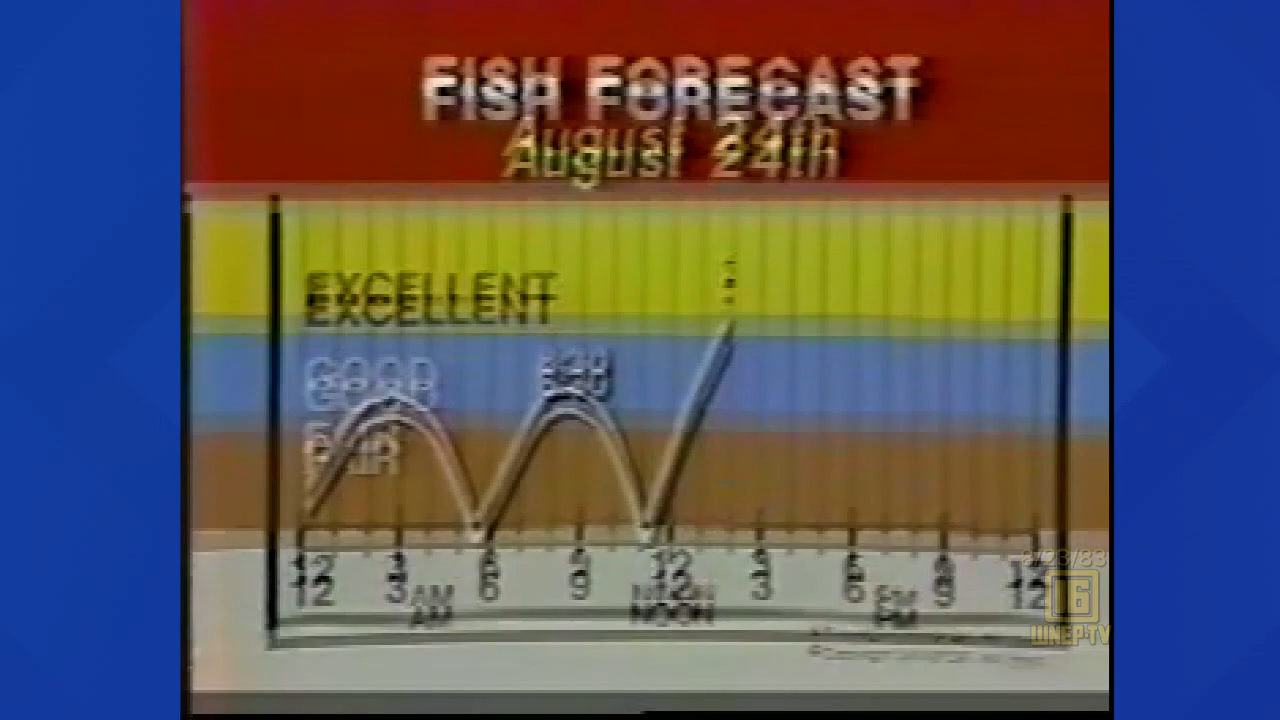 FISH FORECAST
August 24th
EXCELLENT
GOOD
FAIR
12 3 6 9 12 3 6 9 12
AM NOON PM
8/23/83
16
WNEP-TV